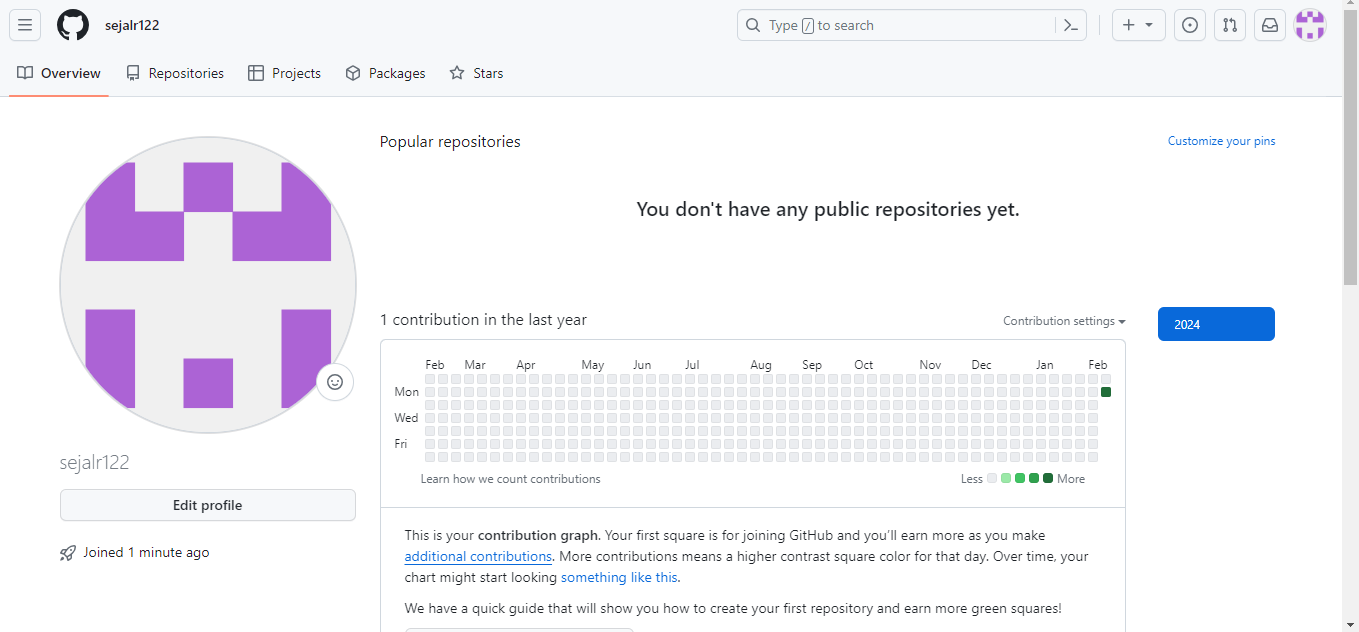 sejalr122
Type / to search
Overview
Repositories
Projects
Packages
Stars
Popular repositories
Customize your pins
You don't have any public repositories yet.
1 contribution in the last year
Contribution settings
2024
Feb Mar Apr May Jun Jul Aug Sep Oct Nov Dec Jan Feb
Mon
Wed
Fri
Learn how we count contributions
Less
More
sejalr122
Edit profile
Joined 1 minute ago
This is your contribution graph. Your first square is for joining GitHub and you'll earn more as you make
additional contributions. More contributions means a higher contrast square color for that day. Over time, your
chart might start looking something like this.
We have a quick guide that will show you how to create your first repository and earn more green squares!